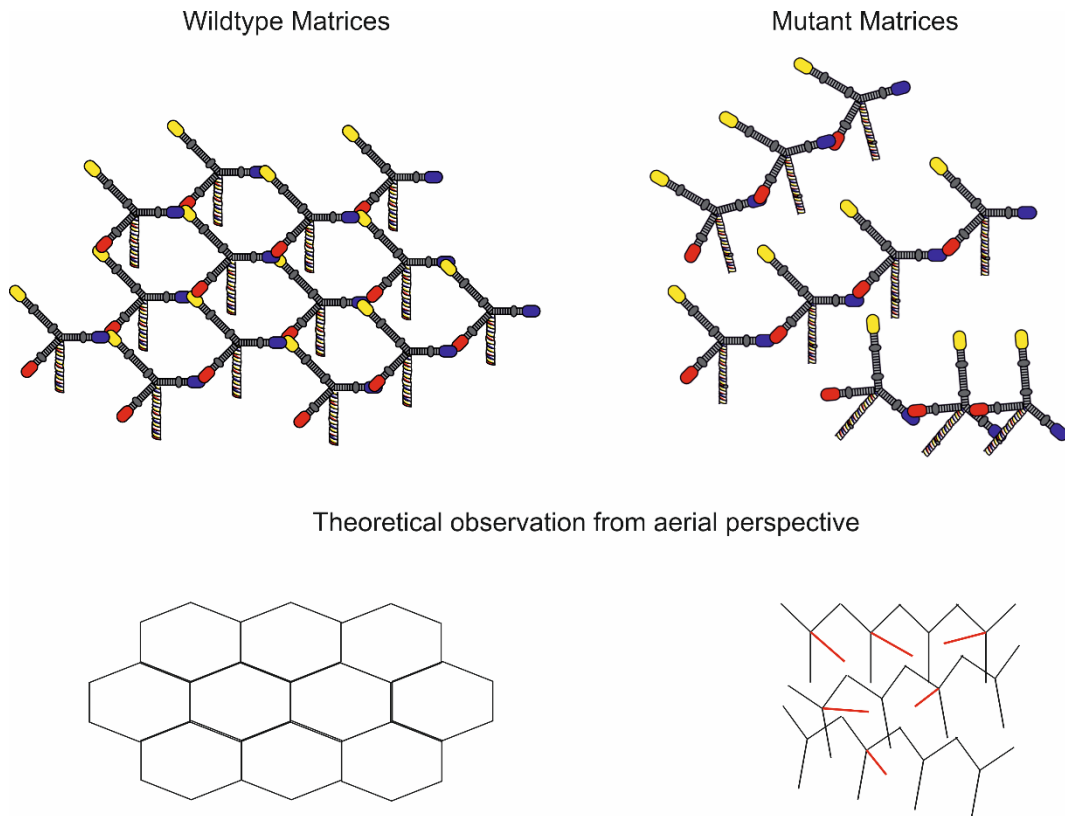 Wildtype Matrices
Mutant Matrices
Theoretical observation from aerial perspective